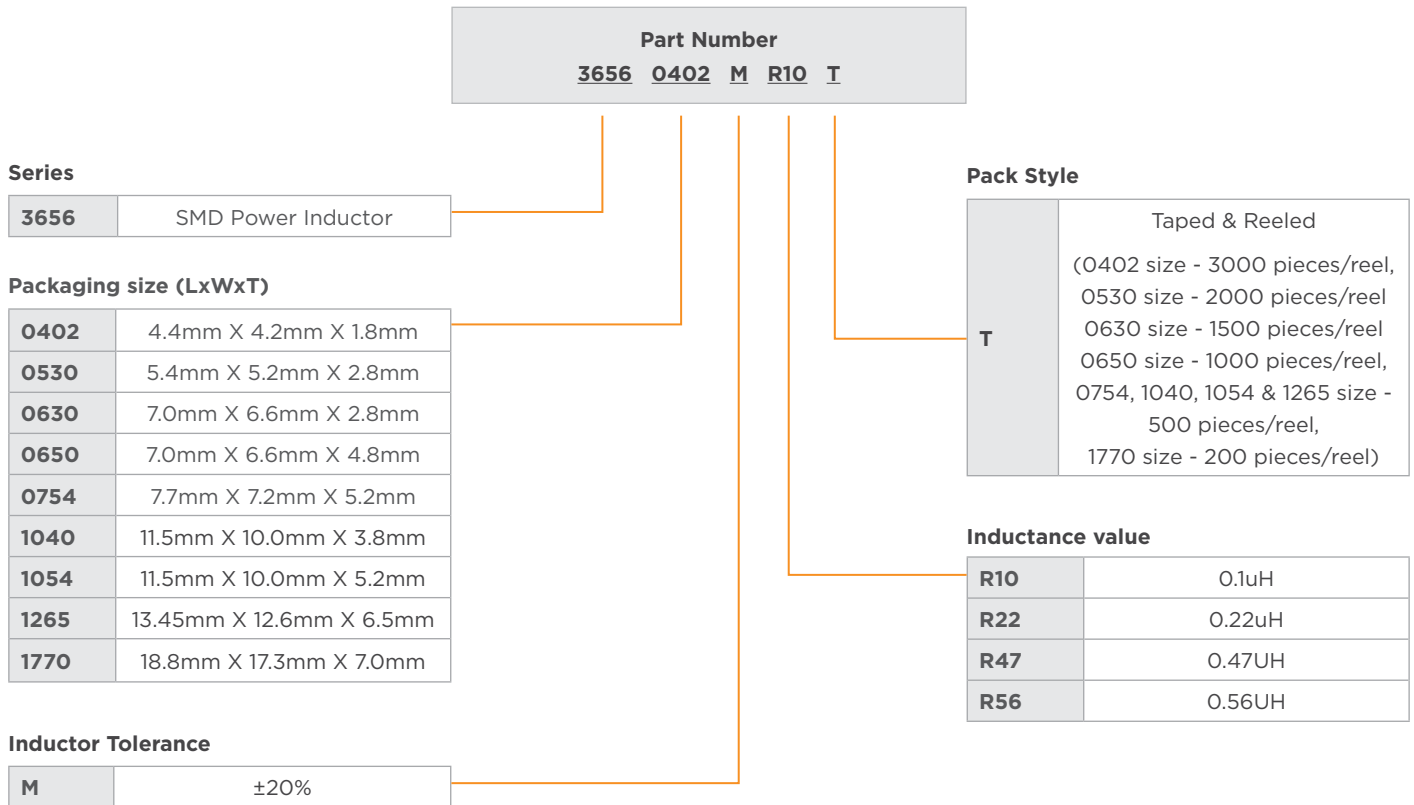 Part Number
3656 0402 M R10 T
Series
3656 SMD Power Inductor
Packaging size (LxWxT)
0402 4.4mm X 4.2mm X 1.8mm
0530 5.4mm X 5.2mm X 2.8mm
0630 7.0mm X 6.6mm X 2.8mm
0650 7.0mm X 6.6mm X 4.8mm
0754 7.7mm X 7.2mm X 5.2mm
1040 11.5mm X 10.0mm X 3.8mm
1054 11.5mm X 10.0mm X 5.2mm
1265 13.45mm X 12.6mm X 6.5mm
1770 18.8mm X 17.3mm X 7.0mm
Inductor Tolerance
M ±20%
Pack Style
T
Taped & Reeled
(0402 size - 3000 pieces/reel,
0530 size - 2000 pieces/reel
0630 size - 1500 pieces/reel
0650 size - 1000 pieces/reel,
0754, 1040, 1054 & 1265 size -
500 pieces/reel,
1770 size - 200 pieces/reel)
Inductance value
R10 0.1uH
R22 0.22uH
R47 0.47UH
R56 0.56UH